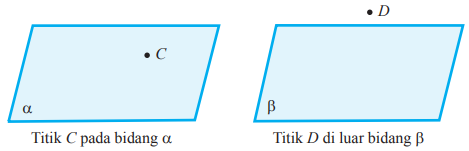 D
C
α
β
Titik C pada bidang α
Titik D di luar bidang β